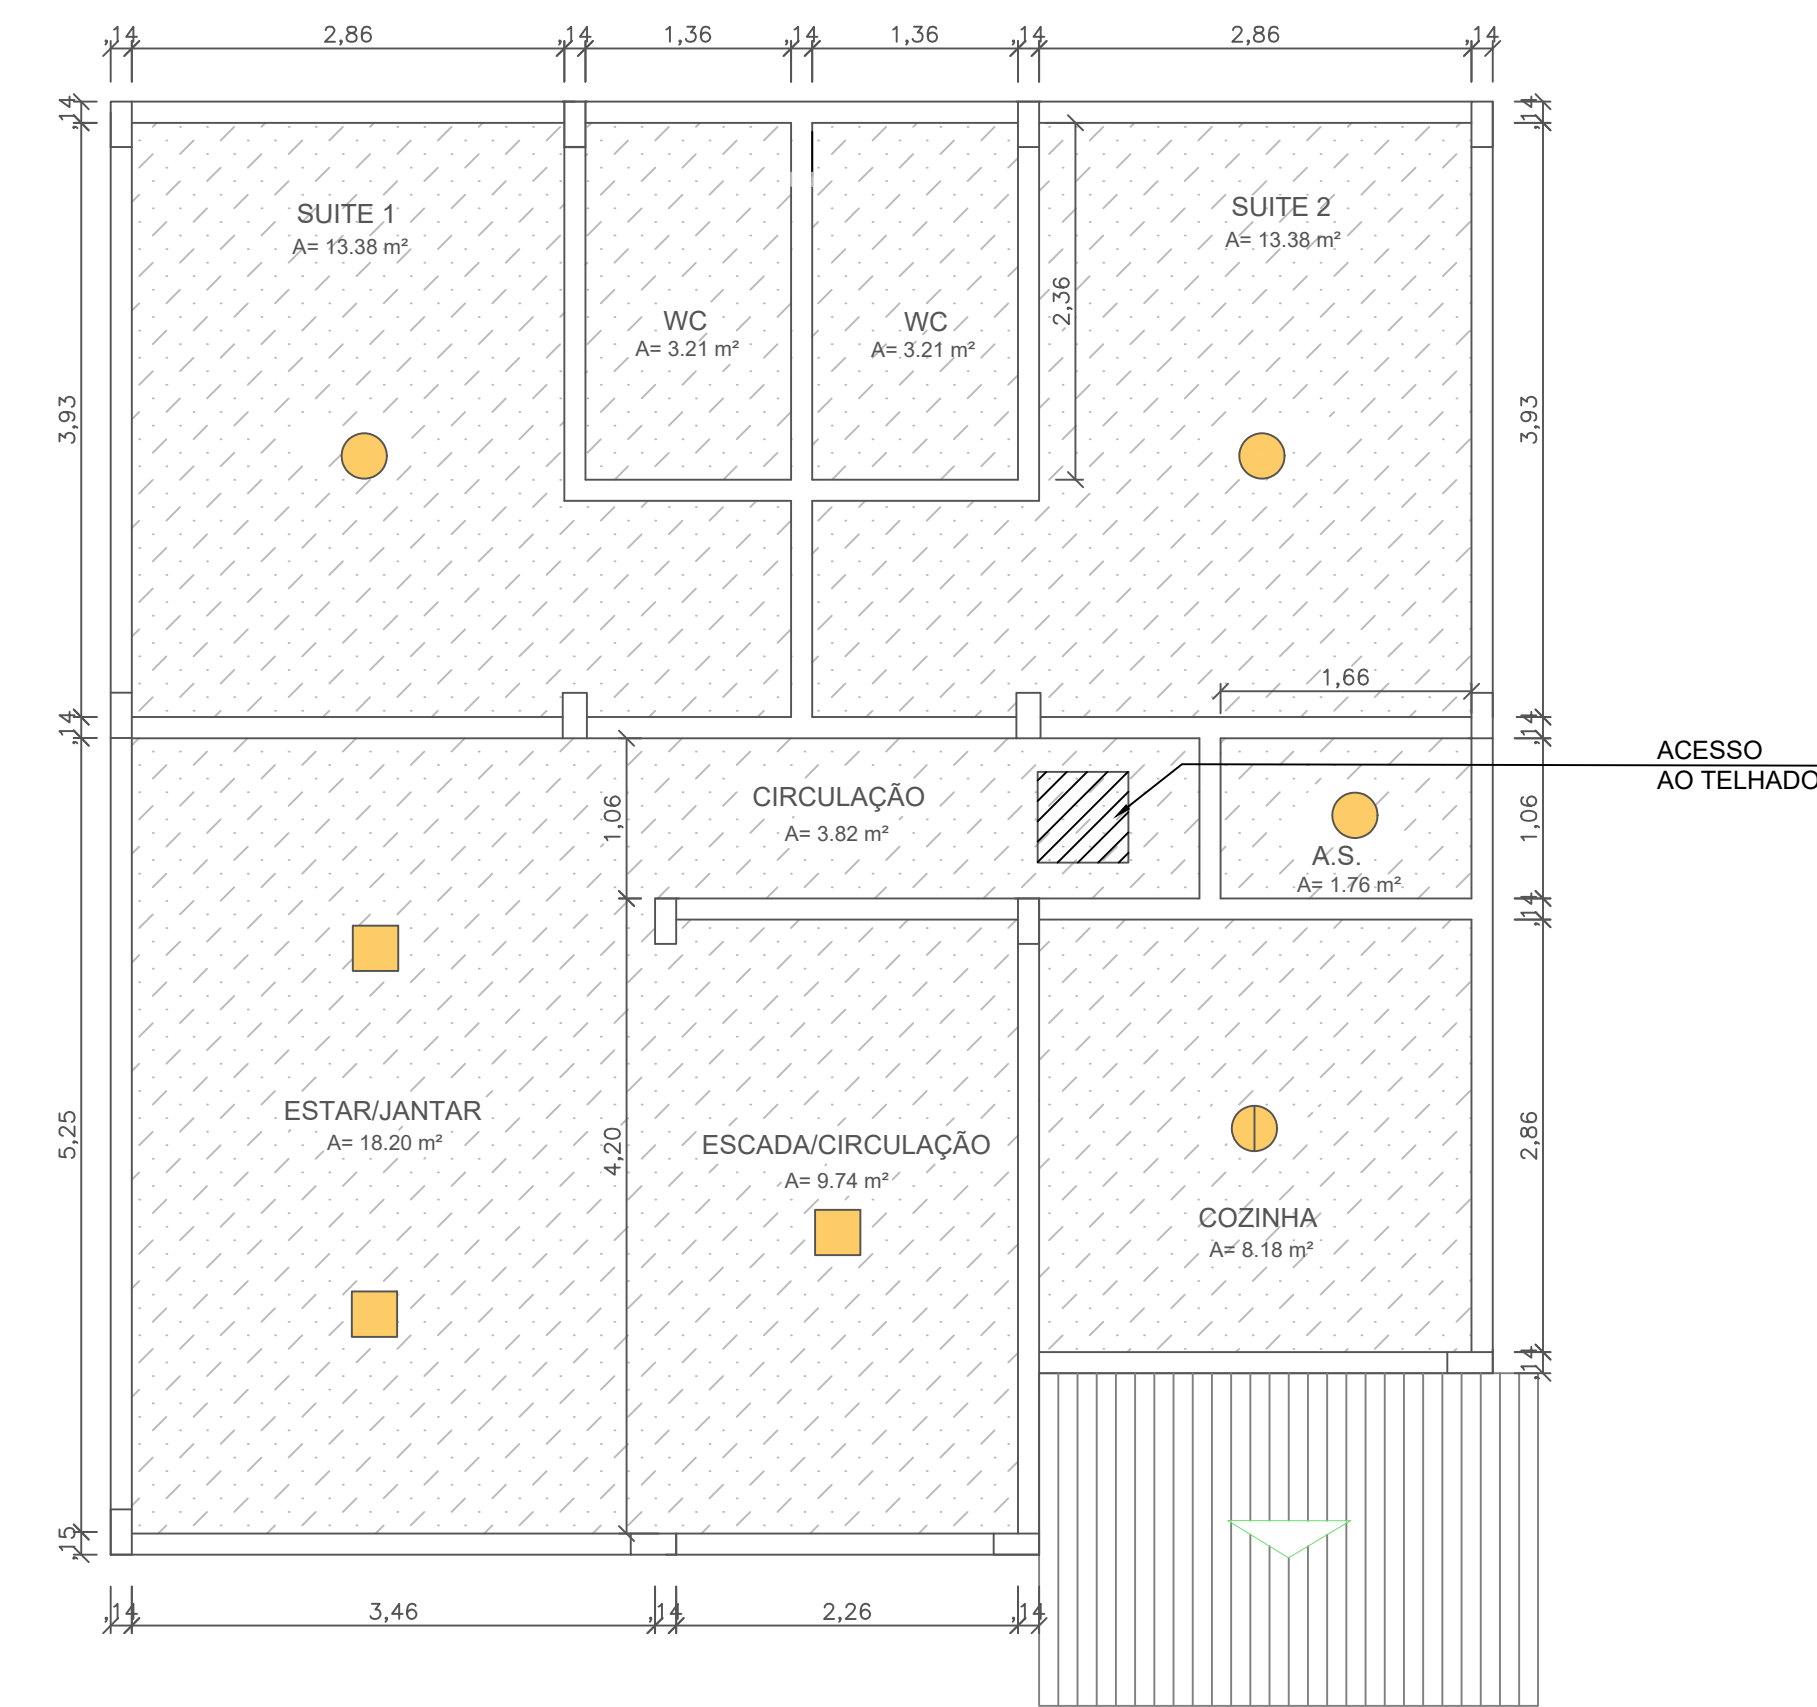 ,14 2,86 ,14 1,36 ,14 1,36 ,14 2,86 ,14
,14
,14
SUITE 1
A= 13.38 m²
SUITE 2
A= 13.38 m²
2,36
WC
A= 3.21 m²
WC
A= 3.21 m²
3,93
3,93
1,66
,14
,14
ACESSO
AO TELHADO
CIRCULAÇÃO
A= 3.82 m²
1,06
1,06
A.S.
A= 1.76 m²
,14
ESTAR/JANTAR
A= 18.20 m²
5,25
4,20
ESCADA/CIRCULAÇÃO
A= 9.74 m²
2,86
COZINHA
A= 8.18 m²
,14
,15
,14 3,46 ,14 2,26 ,14